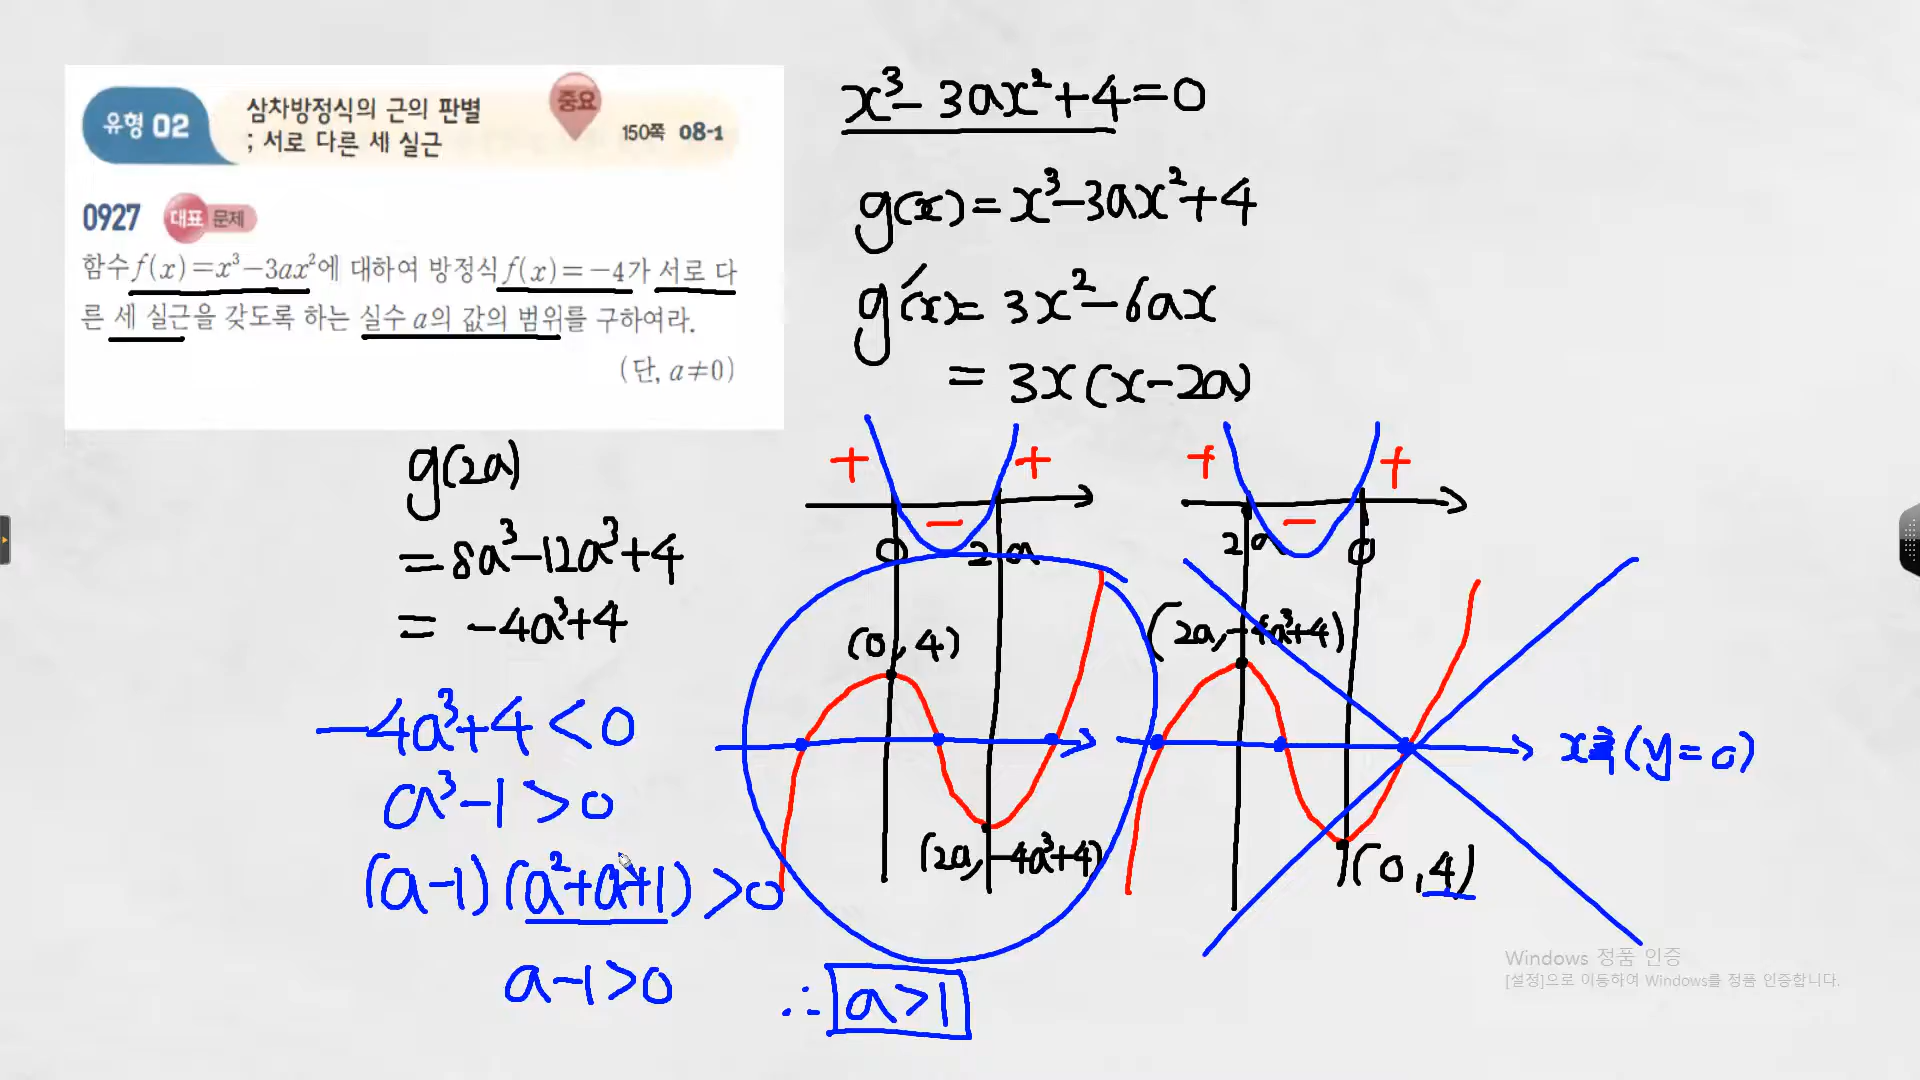 유형 02
삼차방정식의 근의 판별
; 서로 다른 세 실근
중요
150쪽 08-1
0927 대표 문제
함수 f(x)=x³-3ax²에 대하여 방정식 f(x)=-4가 서로 다
른 세 실근을 갖도록 하는 실수 a의 값의 범위를 구하여라.
(단, a≠0)
x³-3ax²+4=0
g(x)=x³-3ax²+4
g'(x)=3x²-6ax
=3x(x-2a)
g(2a)
=8a³-12a³+4
=-4a³+4
-4a³+4<0
a³-1>0
(a-1)(a²+a+1)>0
a-1>0
∴ a>1
+ - +
0 2a
(0,4)
(2a,-4a³+4)
+ - +
2a 0
(2a,-4a³+4)
(0,4)
x축(y=0)
Windows 정품 인증
[설정]으로 이동하여 Windows를 정품 인증합니다.